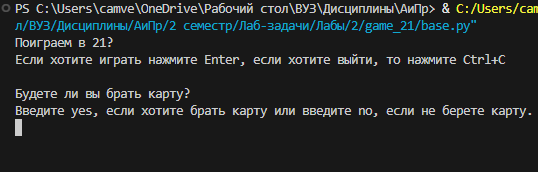 PS C:\Users\camve\OneDrive\Рабочий стол\ВУЗ\Дисциплины\АиПр> & C:/Users/cam
л/ВУЗ/Дисциплины/АиПр/2 семестр/Лаб-задачи/Лабы/2/game_21/base.py"
Поиграем в 21?
Если хотите играть нажмите Enter, если хотите выйти, то нажмите Ctrl+C
Будете ли вы брать карту?
Введите yes, если хотите брать карту или введите no, если не берете карту.